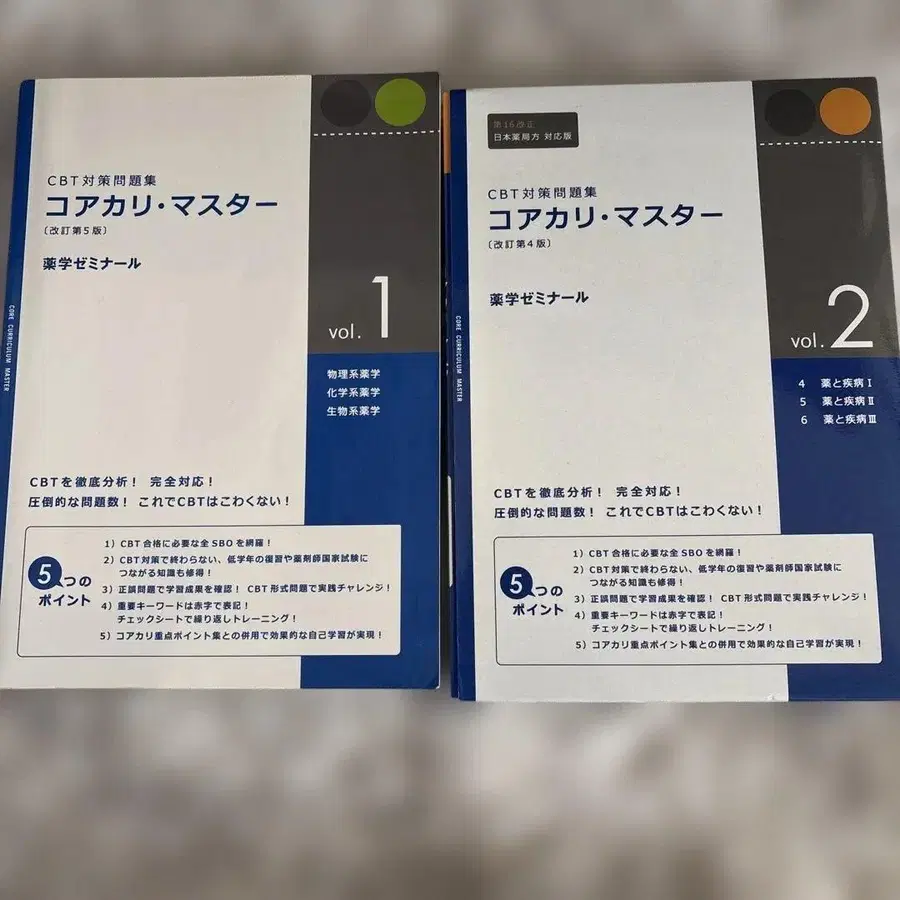 CBT対策問題集
コアカリ・マスター
〔改訂第5版〕
薬学ゼミナール
vol. 1
物理系薬学
化学系薬学
生物系薬学
CORE CURRICULUM MASTER
CBTを徹底分析! 完全対応!
圧倒的な問題数! これでCBTはこわくない!
5つの
ポイント
1) CBT合格に必要な全SBOを網羅!
2) CBT対策で終わらない、低学年の復習や薬剤師国家試験に
つながる知識も修得!
3) 正誤問題で学習成果を確認! CBT形式問題で実践チャレンジ!
4) 重要キーワードは赤字で表記!
チェックシートで繰り返しトレーニング!
5) コアカリ重点ポイント集との併用で効果的な自己学習が実現!
第16改正
日本薬局方 対応版
CBT対策問題集
コアカリ・マスター
〔改訂第4版〕
薬学ゼミナール
vol. 2
4 薬と疾病Ⅰ
5 薬と疾病Ⅱ
6 薬と疾病Ⅲ
CORE CURRICULUM MASTER
CBTを徹底分析! 完全対応!
圧倒的な問題数! これでCBTはこわくない!
5つの
ポイント
1) CBT合格に必要な全SBOを網羅!
2) CBT対策で終わらない、低学年の復習や薬剤師国家試験に
つながる知識も修得!
3) 正誤問題で学習成果を確認! CBT形式問題で実践チャレンジ!
4) 重要キーワードは赤字で表記!
チェックシートで繰り返しトレーニング!
5) コアカリ重点ポイント集との併用で効果的な自己学習が実現!